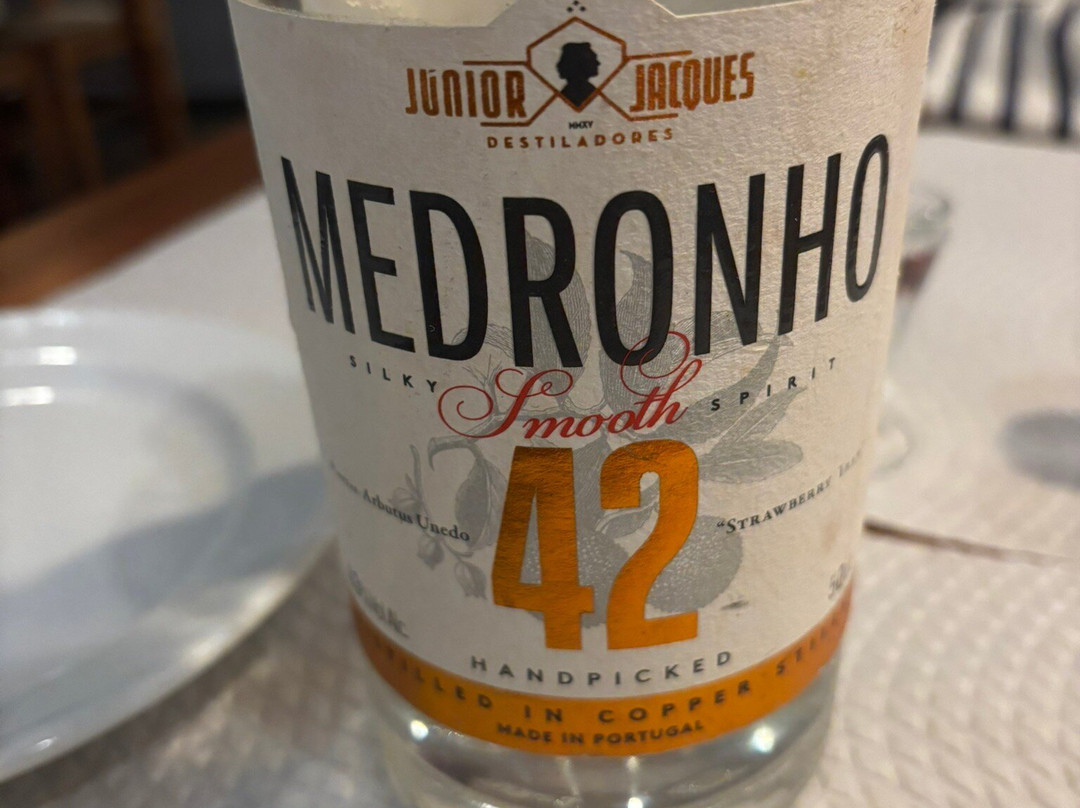 JÚNIOR JACQUES
MMXV
DESTILADORES
MEDRONHO
SILKY Smooth SPIRIT
42
Arbutus Unedo
"STRAWBERRY
HANDPICKED
IN COPPER
MADE IN PORTUGAL